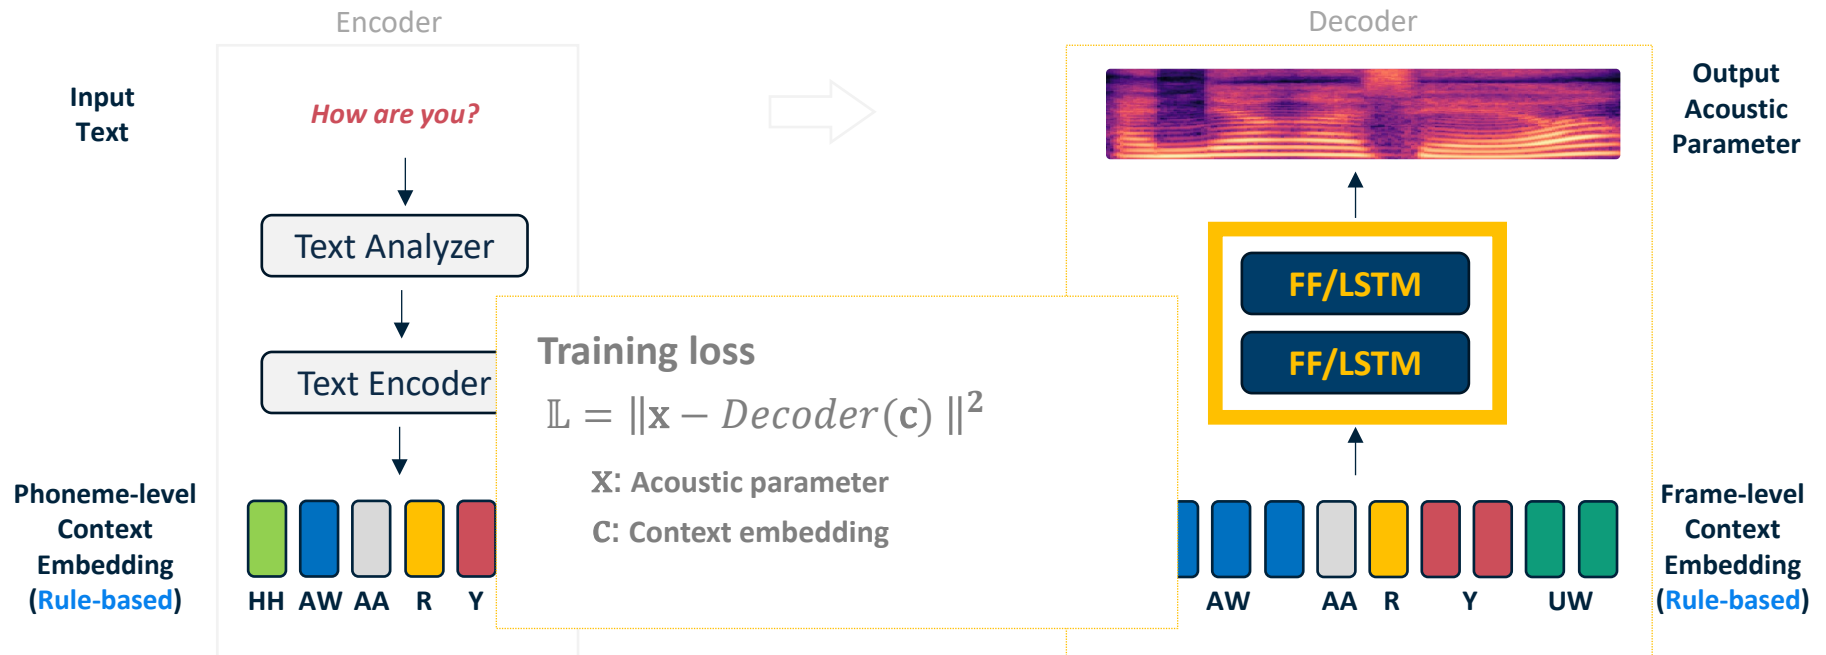 Encoder
Decoder
Input
Text
How are you?
Output
Acoustic
Parameter
Text Analyzer
Text Encoder
FF/LSTM
FF/LSTM
Training loss
𝕃 = ‖𝐱 − Decoder(𝐜) ‖²
X: Acoustic parameter
C: Context embedding
Phoneme-level
Context
Embedding
(Rule-based)
HH AW AA R Y
AW AA R Y UW
Frame-level
Context
Embedding
(Rule-based)